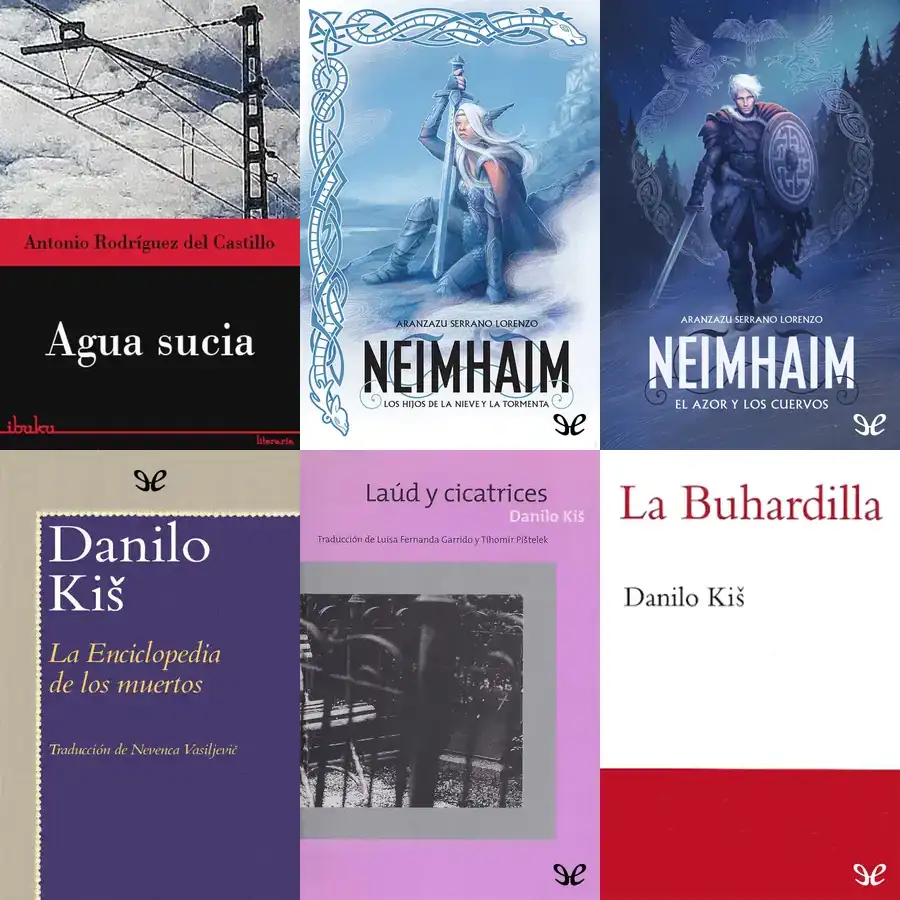 Antonio Rodríguez del Castillo
Agua sucia
ibuku
literaria
ARANZAZU SERRANO LORENZO
NEIMHAIM
LOS HIJOS DE LA NIEVE Y LA TORMENTA
ARANZAZU SERRANO LORENZO
NEIMHAIM
EL AZOR Y LOS CUERVOS
Danilo
Kiš
La Enciclopedia
de los muertos
Traducción de Nevenca Vasiljevič
Laúd y cicatrices
Danilo Kiš
Traducción de Luisa Fernanda Garrido y Tihomir Pištelek
La Buhardilla
Danilo Kiš